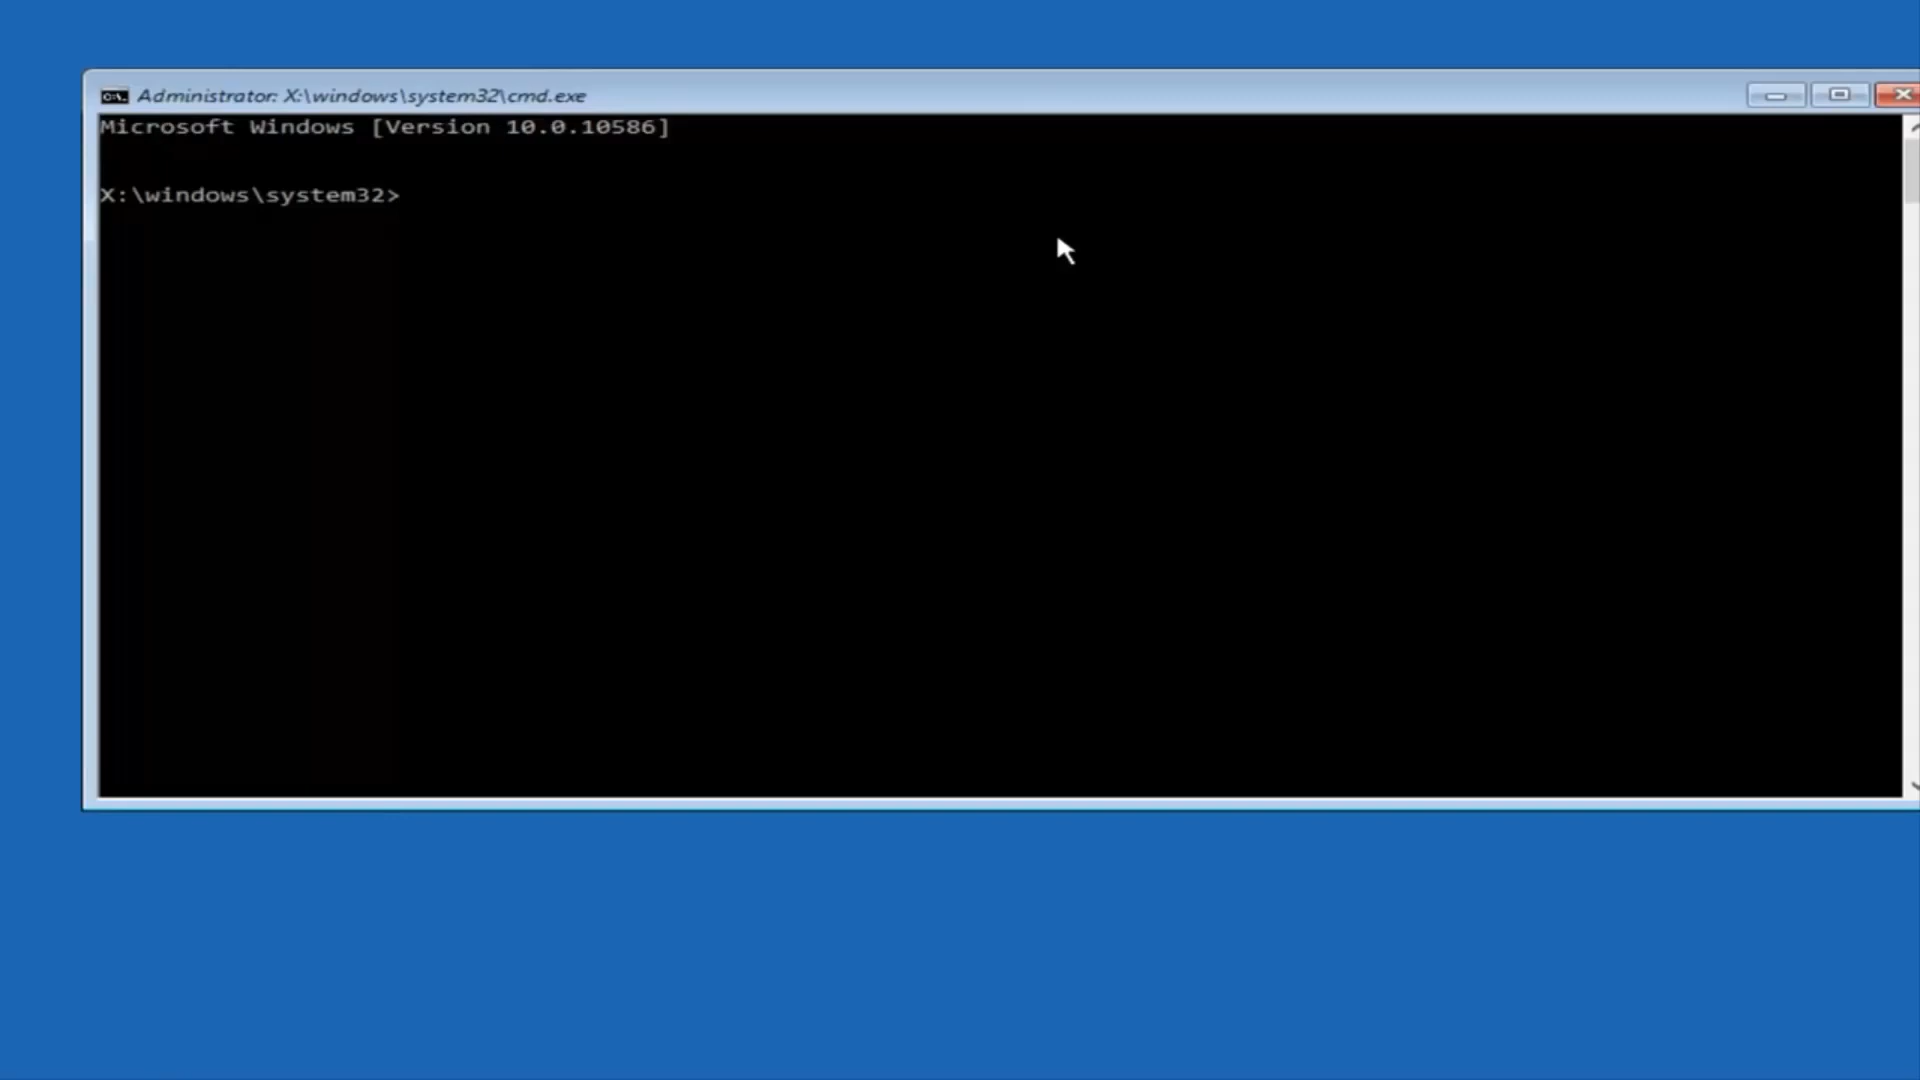 Administrator: X:\windows\system32\cmd.exe
Microsoft Windows [Version 10.0.10586]
X:\windows\system32>